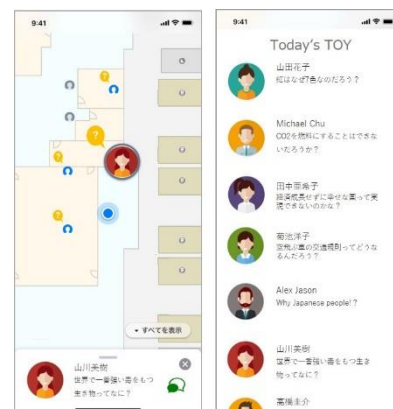 9:41
?
?
?
すべてを表示
山川美樹
世界で一番強い毒をもつ
生き物ってなに？
9:41
Today's TOY
山田花子
虹はなぜ7色なのだろう？
Michael Chu
CO2を燃料にすることはできな
いだろうか？
田中亜希子
経済成長せずに幸せな国って実
現できないのかな？
菊池洋子
空飛ぶ車の交通規則ってどうな
るんだろう？
Alex Jason
Why Japanese people!?
山川美樹
世界で一番強い毒をもつ生き
物ってなに？
高橋圭介